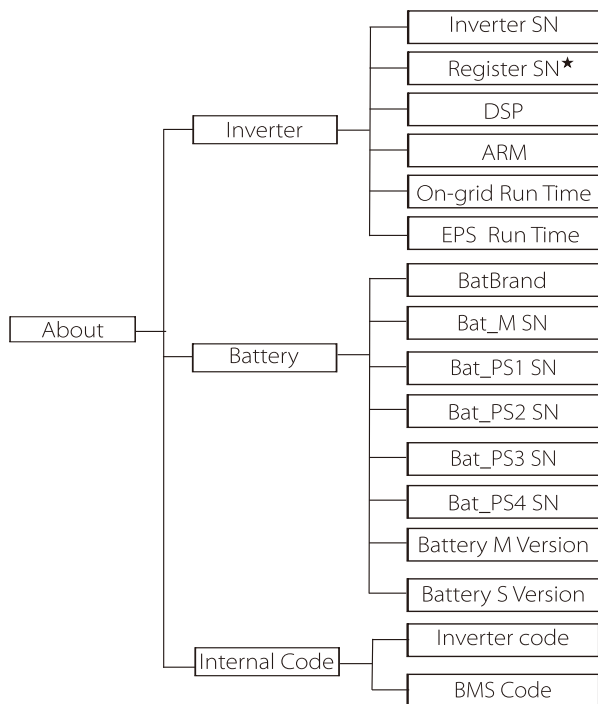 About
Inverter
Inverter SN
Register SN★
DSP
ARM
On-grid Run Time
EPS Run Time
Battery
BatBrand
Bat_M SN
Bat_PS1 SN
Bat_PS2 SN
Bat_PS3 SN
Bat_PS4 SN
Battery M Version
Battery S Version
Internal Code
Inverter code
BMS Code